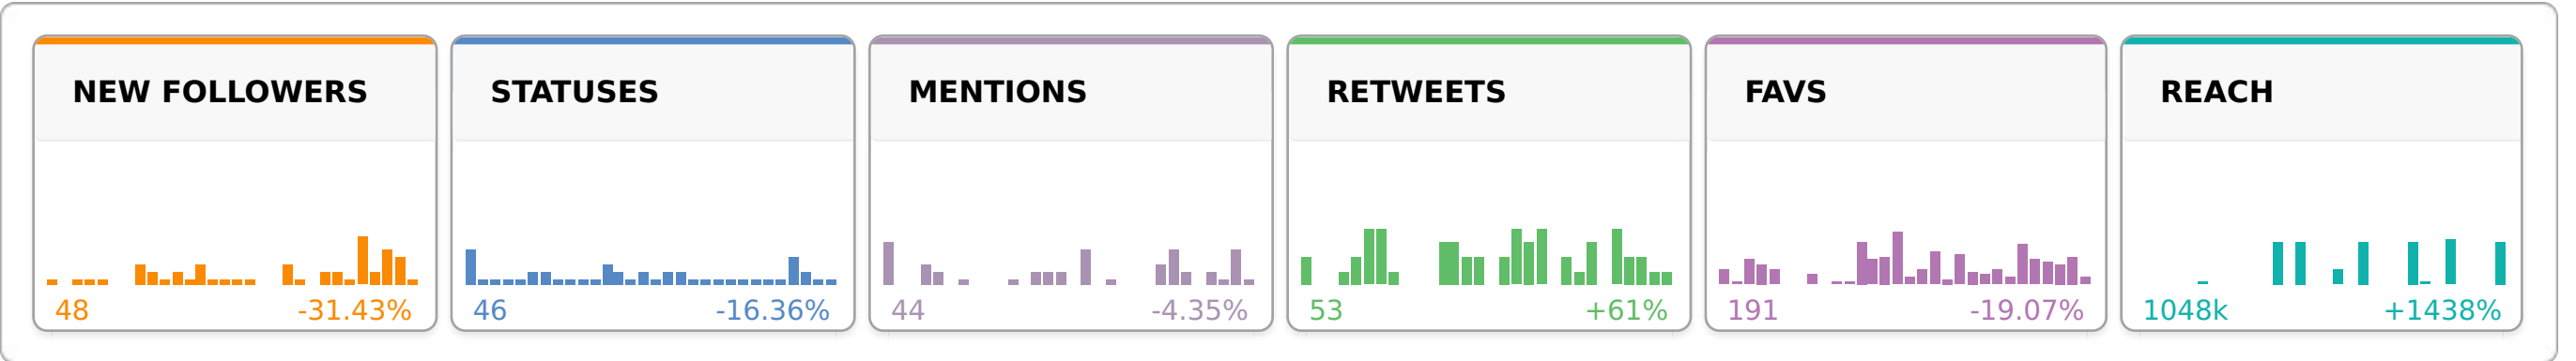 NEW FOLLOWERS
48 -31.43%
STATUSES
46 -16.36%
MENTIONS
44 -4.35%
RETWEETS
53 +61%
FAVS
191 -19.07%
REACH
1048k +1438%